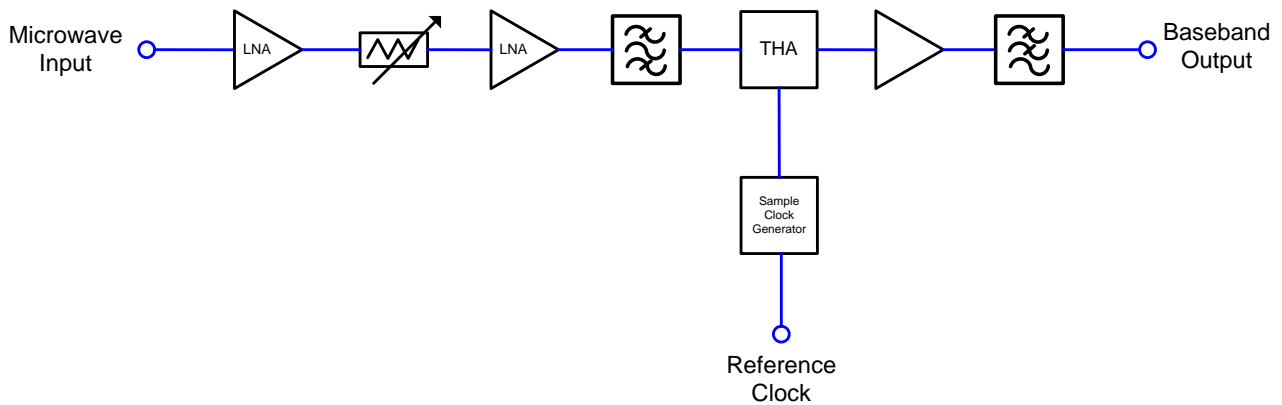 Microwave
Input
LNA
LNA
THA
Baseband
Output
Sample
Clock
Generator
Reference
Clock